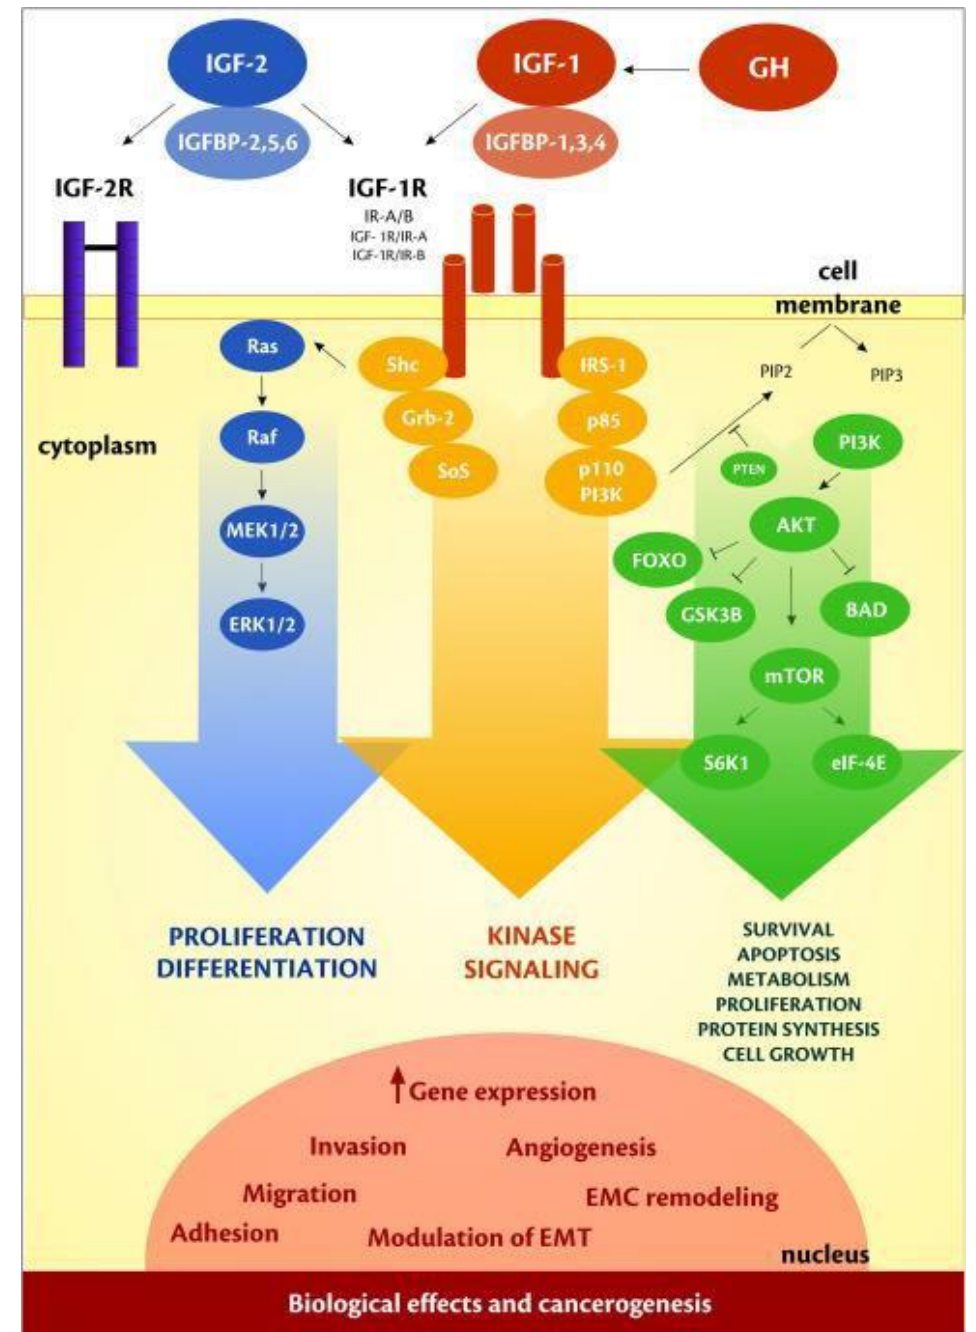 IGF-2
IGF-1
GH
IGFBP-2,5,6
IGFBP-1,3,4
IGF-2R
IGF-1R
IR-A/B
IGF- 1R/IR-A
IGF-1R/IR-B
cell
membrane
Ras
Shc
IRS-1
PIP2
PIP3
cytoplasm
Raf
Grb-2
p85
PI3K
SoS
p110
PI3K
PTEN
MEK1/2
AKT
FOXO
GSK3B
BAD
ERK1/2
mTOR
S6K1
eIF-4E
PROLIFERATION
DIFFERENTIATION
KINASE
SIGNALING
SURVIVAL
APOPTOSIS
METABOLISM
PROLIFERATION
PROTEIN SYNTHESIS
CELL GROWTH
Gene expression
Invasion
Angiogenesis
Migration
EMC remodeling
Adhesion
Modulation of EMT
nucleus
Biological effects and cancerogenesis